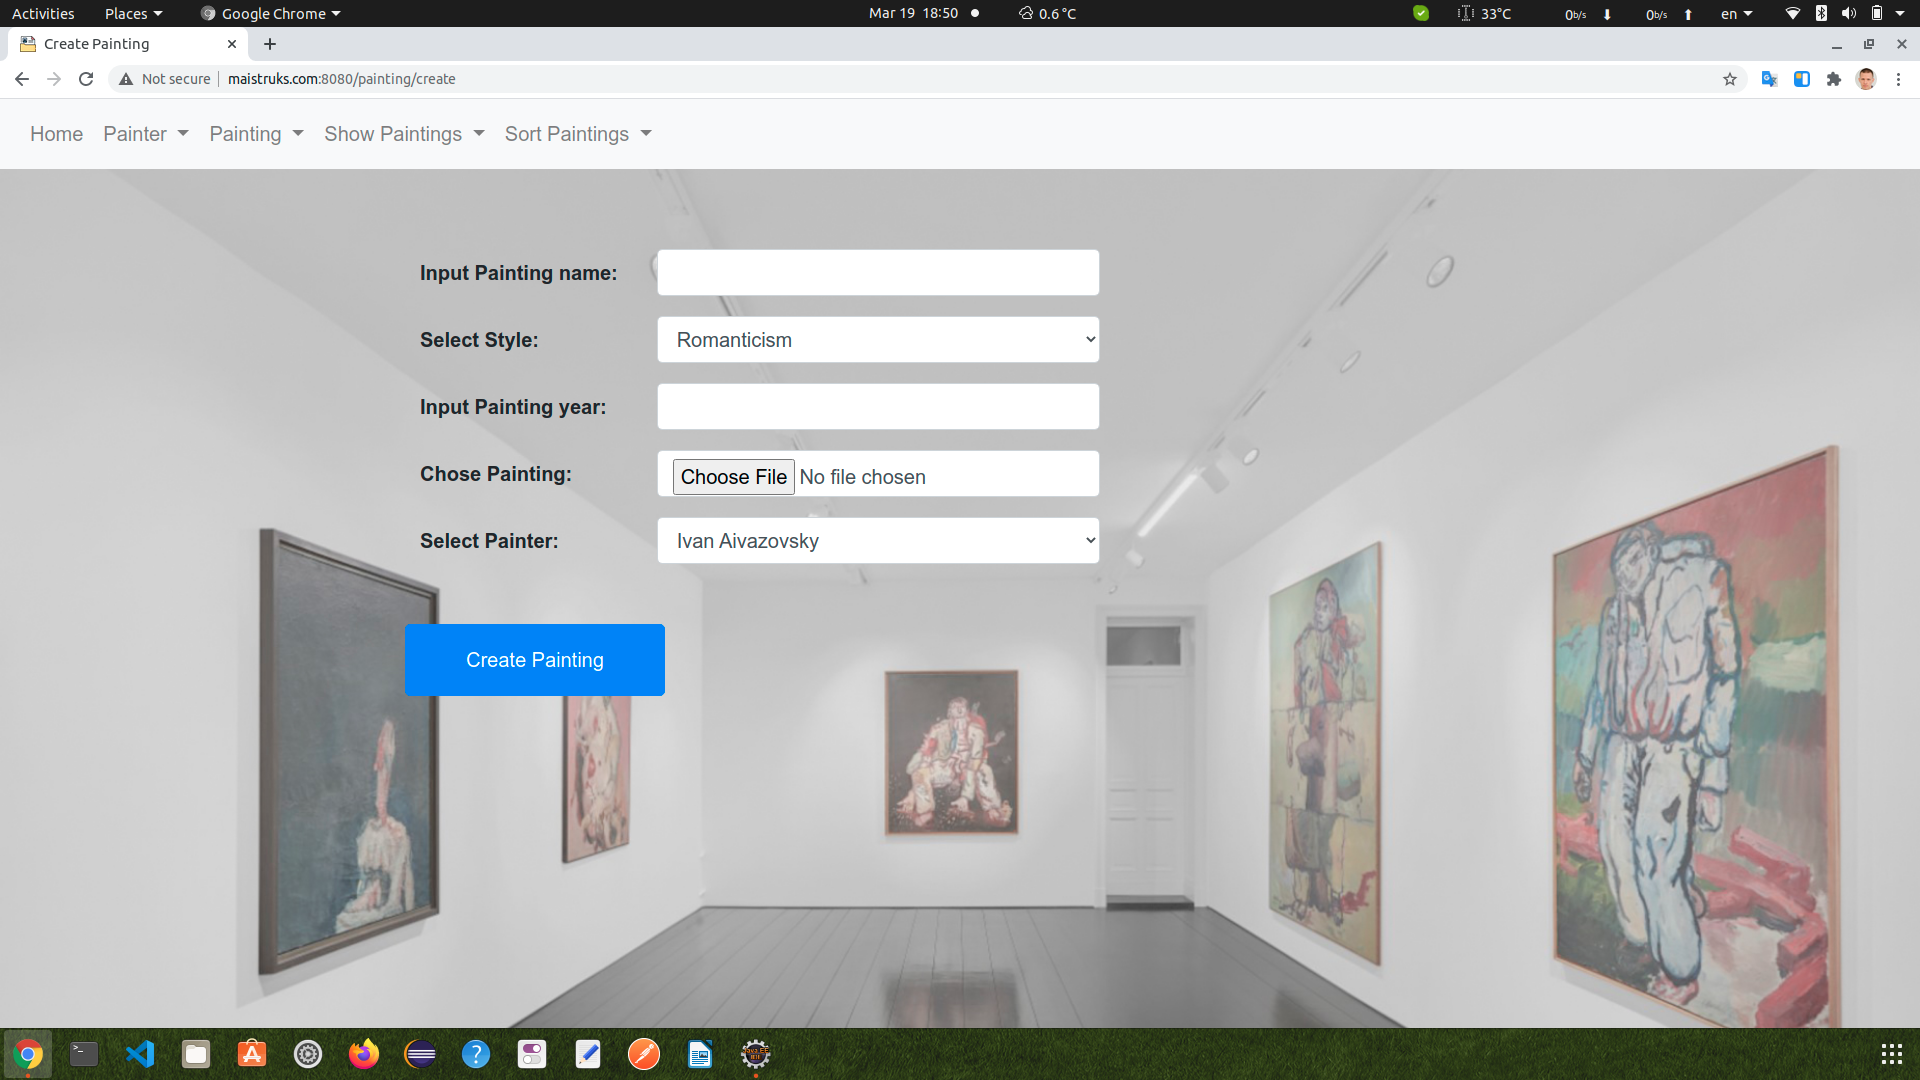 Activities Places Google Chrome Mar 19 18:50 0.6 °C 33°C 0b/s 0b/s en
Create Painting
Not secure maistruks.com:8080/painting/create
Home Painter Painting Show Paintings Sort Paintings
Input Painting name:
Select Style: Romanticism
Input Painting year:
Chose Painting: Choose File No file chosen
Select Painter: Ivan Aivazovsky
Create Painting